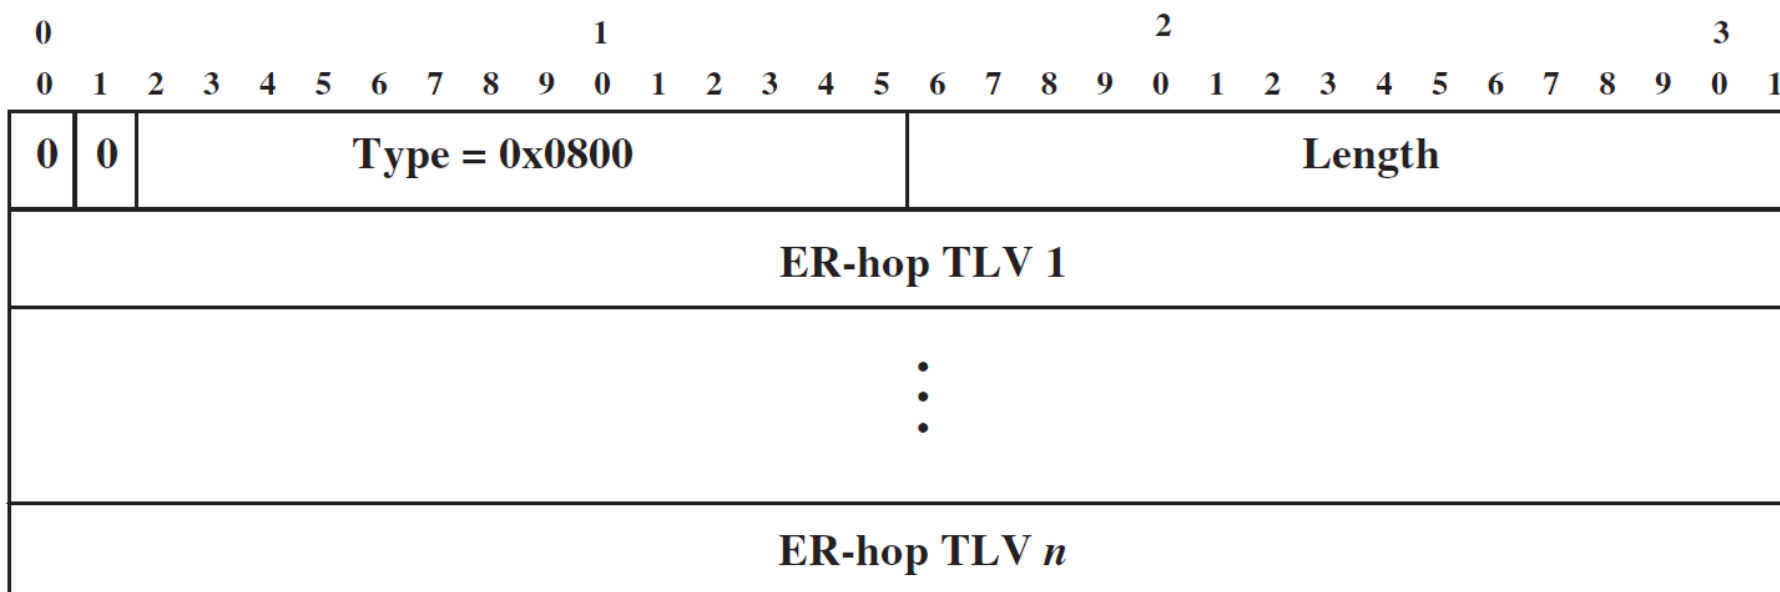 0 1 2 3
0 1 2 3 4 5 6 7 8 9 0 1 2 3 4 5 6 7 8 9 0 1 2 3 4 5 6 7 8 9 0 1
0 0 Type = 0x0800 Length
ER-hop TLV 1
ER-hop TLV n